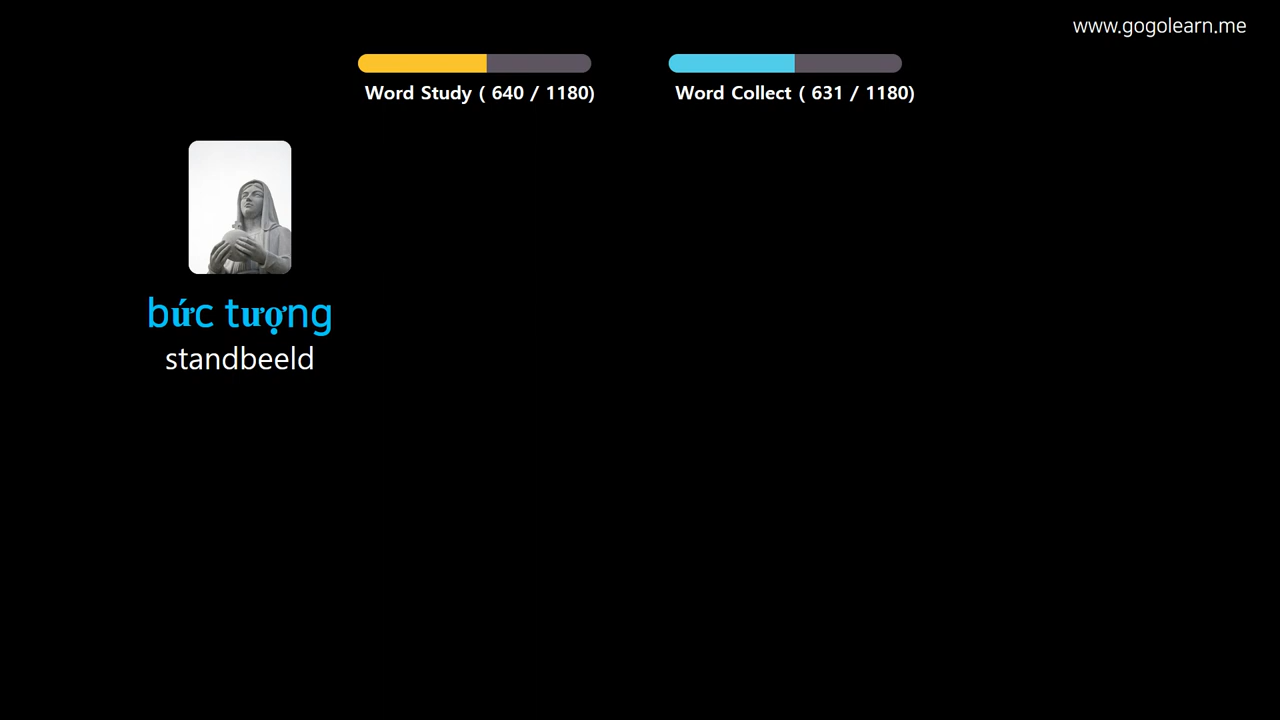 www.gogolearn.me
Word Study ( 640 / 1180)
Word Collect ( 631 / 1180)
bức tượng
standbeeld